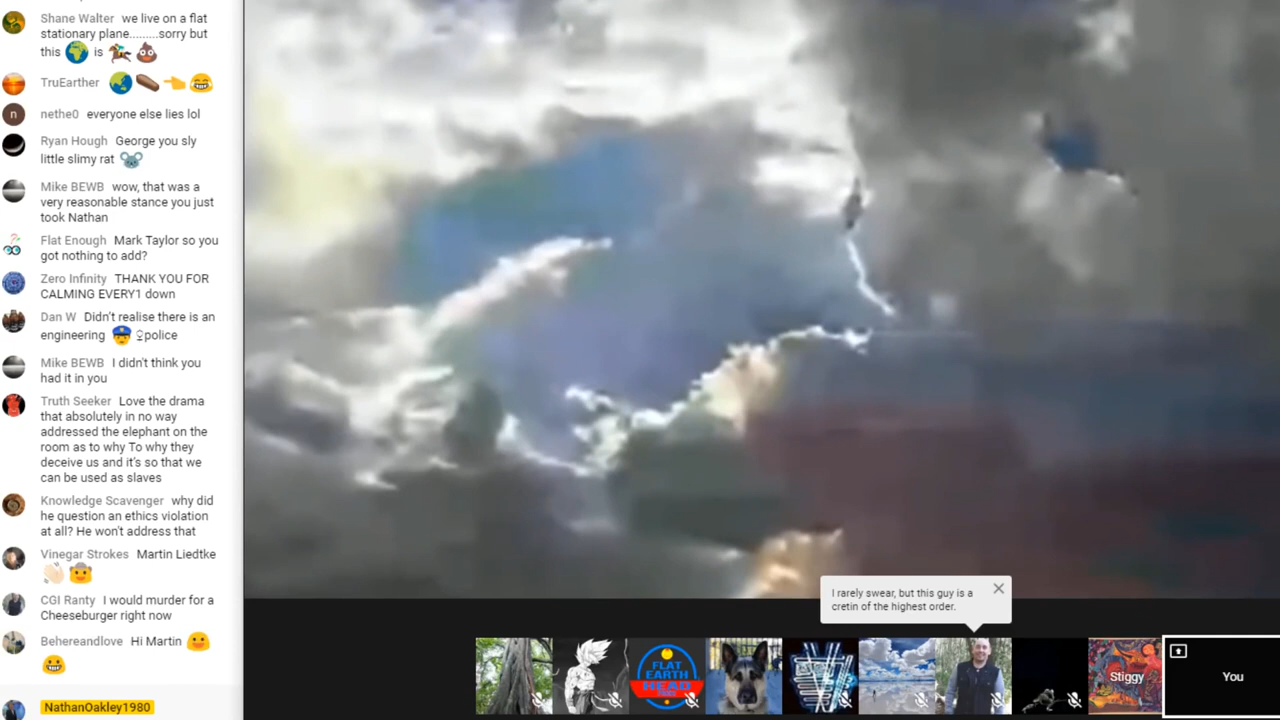 Shane Walter we live on a flat
stationary plane.........sorry but
this 🌍 is 🏇 💩
TruEarther 🌏 ⚰️ 👈 😂
nethe0 everyone else lies lol
Ryan Hough George you sly
little slimy rat 🐭
Mike BEWB wow, that was a
very reasonable stance you just
took Nathan
Flat Enough Mark Taylor so you
got nothing to add?
Zero Infinity THANK YOU FOR
CALMING EVERY1 down
Dan W Didn't realise there is an
engineering 👮 ♀police
Mike BEWB I didn't think you
had it in you
Truth Seeker Love the drama
that absolutely in no way
addressed the elephant on the
room as to why To why they
deceive us and it's so that we
can be used as slaves
Knowledge Scavenger why did
he question an ethics violation
at all? He won't address that
Vinegar Strokes Martin Liedtke
👏🏻 🤠
CGI Ranty I would murder for a
Cheeseburger right now
Behereandlove Hi Martin 😀
😬
NathanOakley1980
n
I rarely swear, but this guy is a
cretin of the highest order.
FLAT
EARTH
HEAD
Stiggy
You